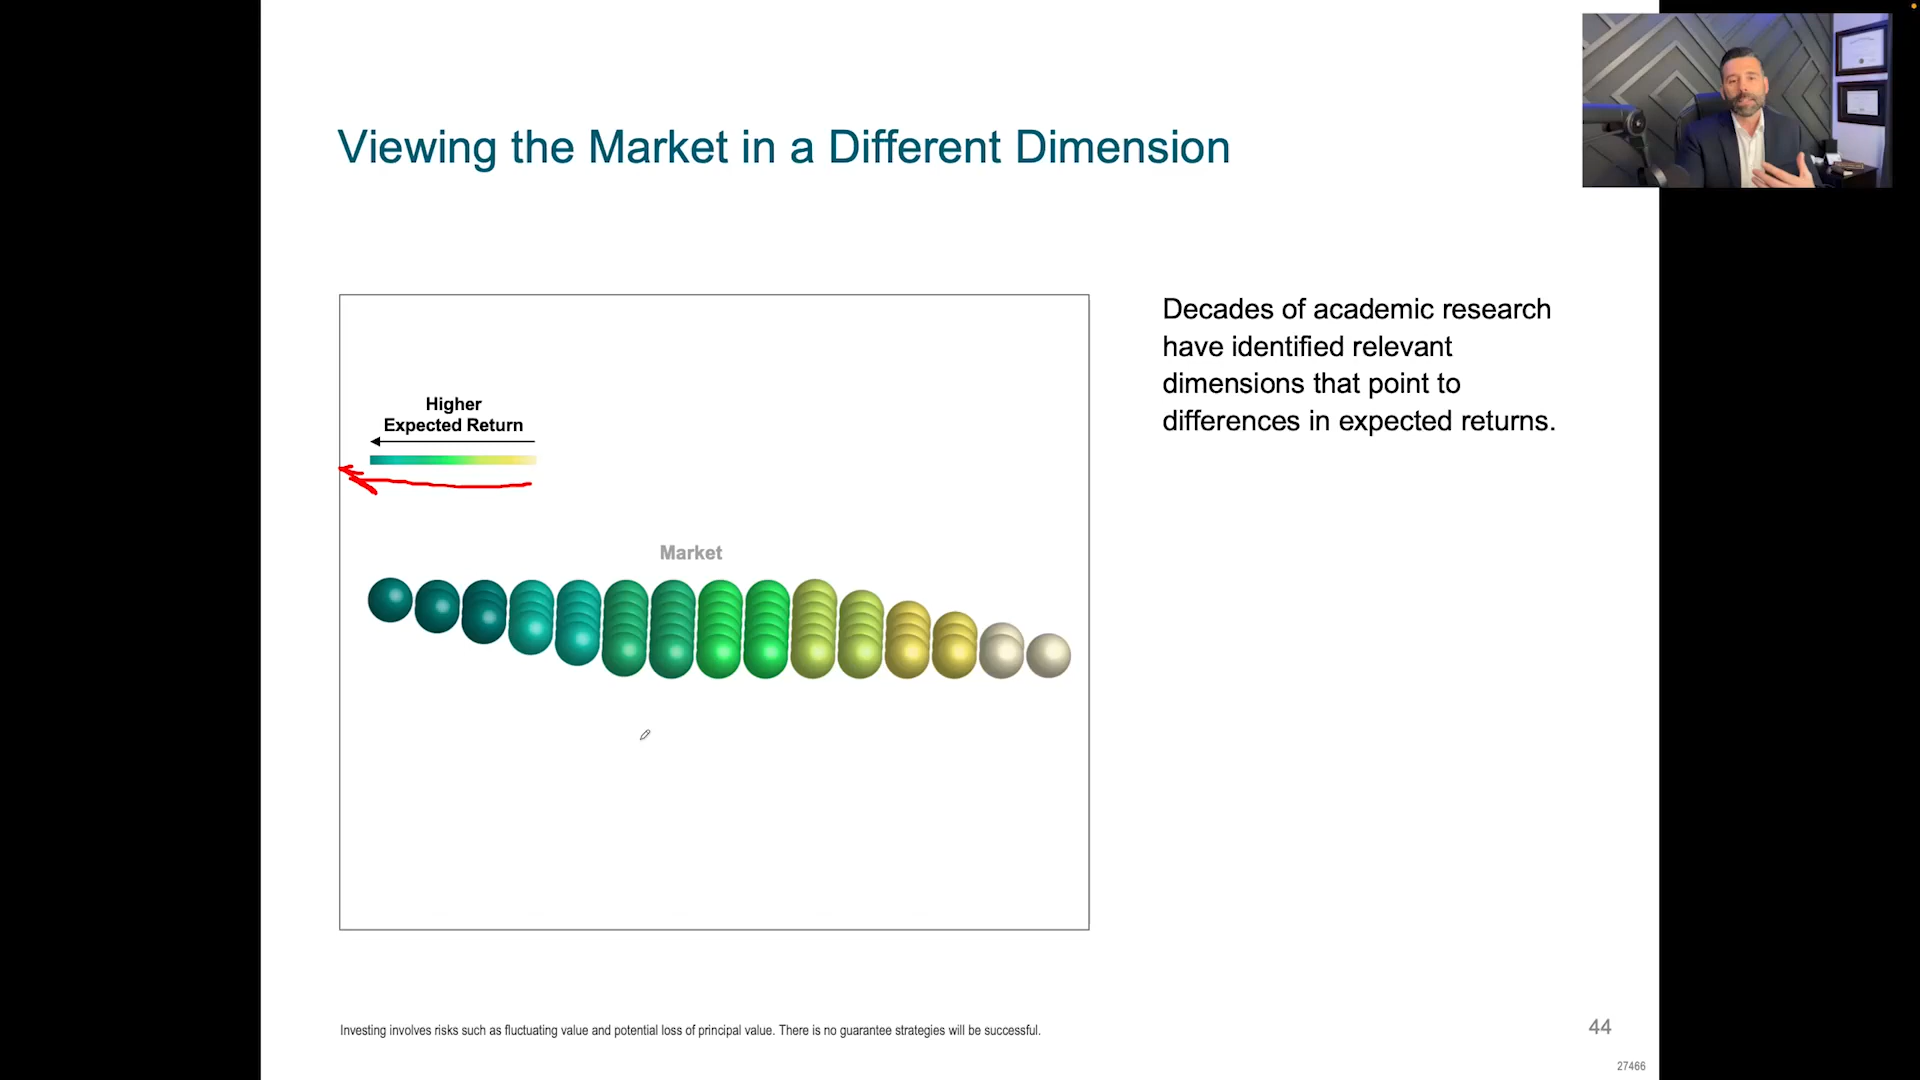 Viewing the Market in a Different Dimension
Higher
Expected Return
Market
Decades of academic research
have identified relevant
dimensions that point to
differences in expected returns.
Investing involves risks such as fluctuating value and potential loss of principal value. There is no guarantee strategies will be successful.
44
27466